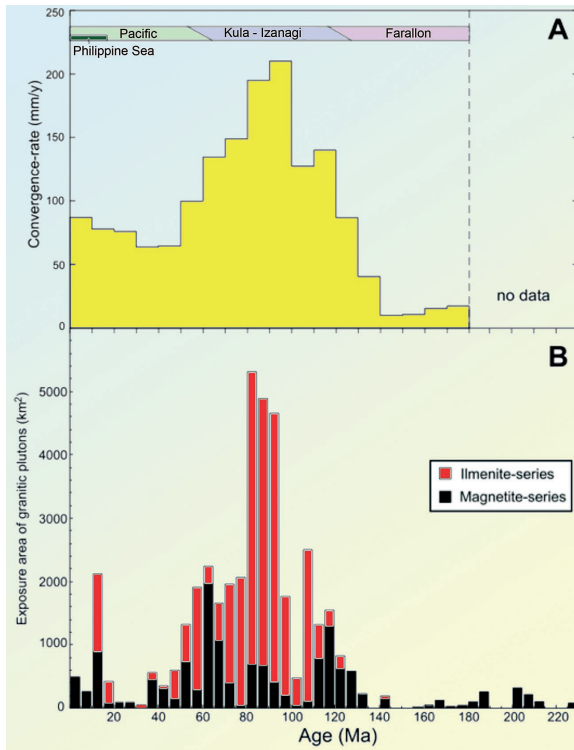 A
Pacific
Kula - Izanagi
Farallon
Philippine Sea
Convergence-rate (mm/y)
250
200
150
100
50
0
no data
B
Exposure area of granitic plutons (km²)
5000
4000
3000
2000
1000
0
Ilmenite-series
Magnetite-series
20 40 60 80 100 120 140 160 180 200 220
Age (Ma)